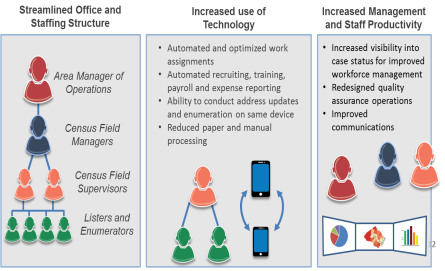 Streamlined Office and
Staffing Structure
Area Manager of
Operations
Census Field
Managers
Census Field
Supervisors
Listers and
Enumerators
Increased use of
Technology
• Automated and optimized work
assignments
• Automated recruiting, training,
payroll and expense reporting
• Ability to conduct address updates
and enumeration on same device
• Reduced paper and manual
processing
Increased Management
and Staff Productivity
• Increased visibility into
case status for improved
workforce management
• Redesigned quality
assurance operations
• Improved
communications
12